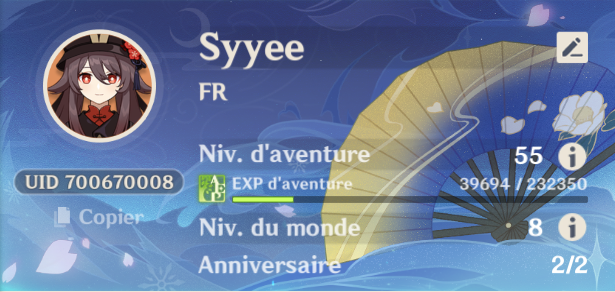 Syyee
FR
Niv. d'aventure 55 i
UID 700670008
AE EXP d'aventure 39694 / 232350
Copier
Niv. du monde 8 i
Anniversaire 2/2